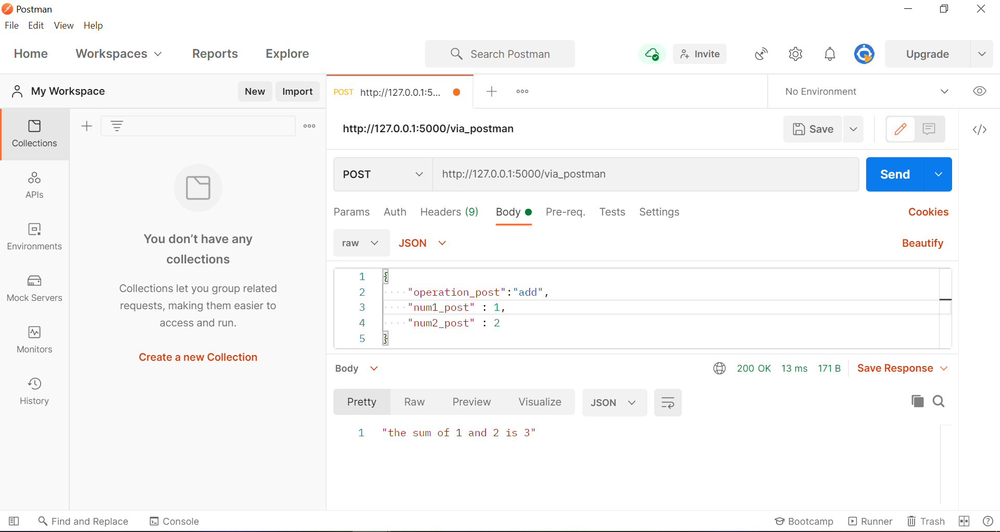 Postman
File Edit View Help
Home Workspaces Reports Explore Search Postman Invite Upgrade
My Workspace New Import POST http://127.0.0.1:5... No Environment
http://127.0.0.1:5000/via_postman Save
Collections
POST http://127.0.0.1:5000/via_postman Send
APIs
Params Auth Headers (9) Body Pre-req. Tests Settings Cookies
Environments
raw JSON Beautify
You don’t have any
collections
Collections let you group related
requests, making them easier to
access and run.
Create a new Collection
Mock Servers
Monitors
History
1 {
2 "operation_post":"add",
3 "num1_post" : 1,
4 "num2_post" : 2
5 }
Body 200 OK 13 ms 171 B Save Response
Pretty Raw Preview Visualize JSON
1 "the sum of 1 and 2 is 3"
Find and Replace Console Bootcamp Runner Trash